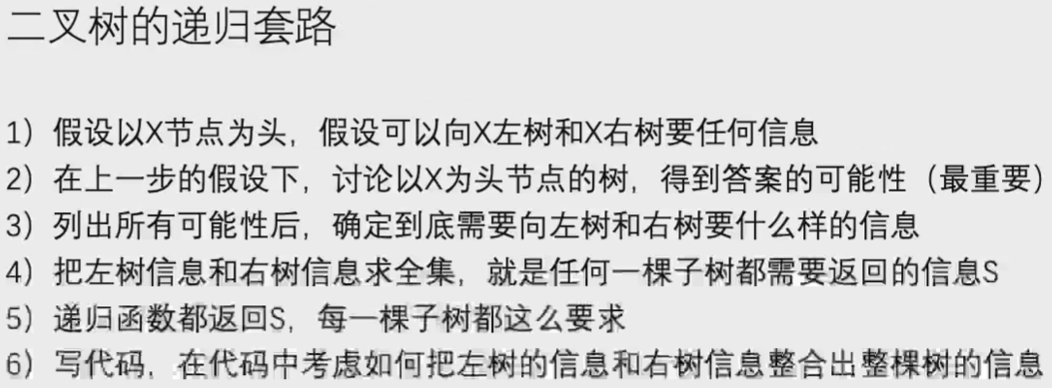 二叉树的递归套路
1）假设以X节点为头，假设可以向X左树和X右树要任何信息
2）在上一步的假设下，讨论以X为头节点的树，得到答案的可能性（最重要）
3）列出所有可能性后，确定到底需要向左树和右树要什么样的信息
4）把左树信息和右树信息求全集，就是任何一棵子树都需要返回的信息S
5）递归函数都返回S，每一棵子树都这么要求
6）写代码，在代码中考虑如何把左树的信息和右树信息整合出整棵树的信息